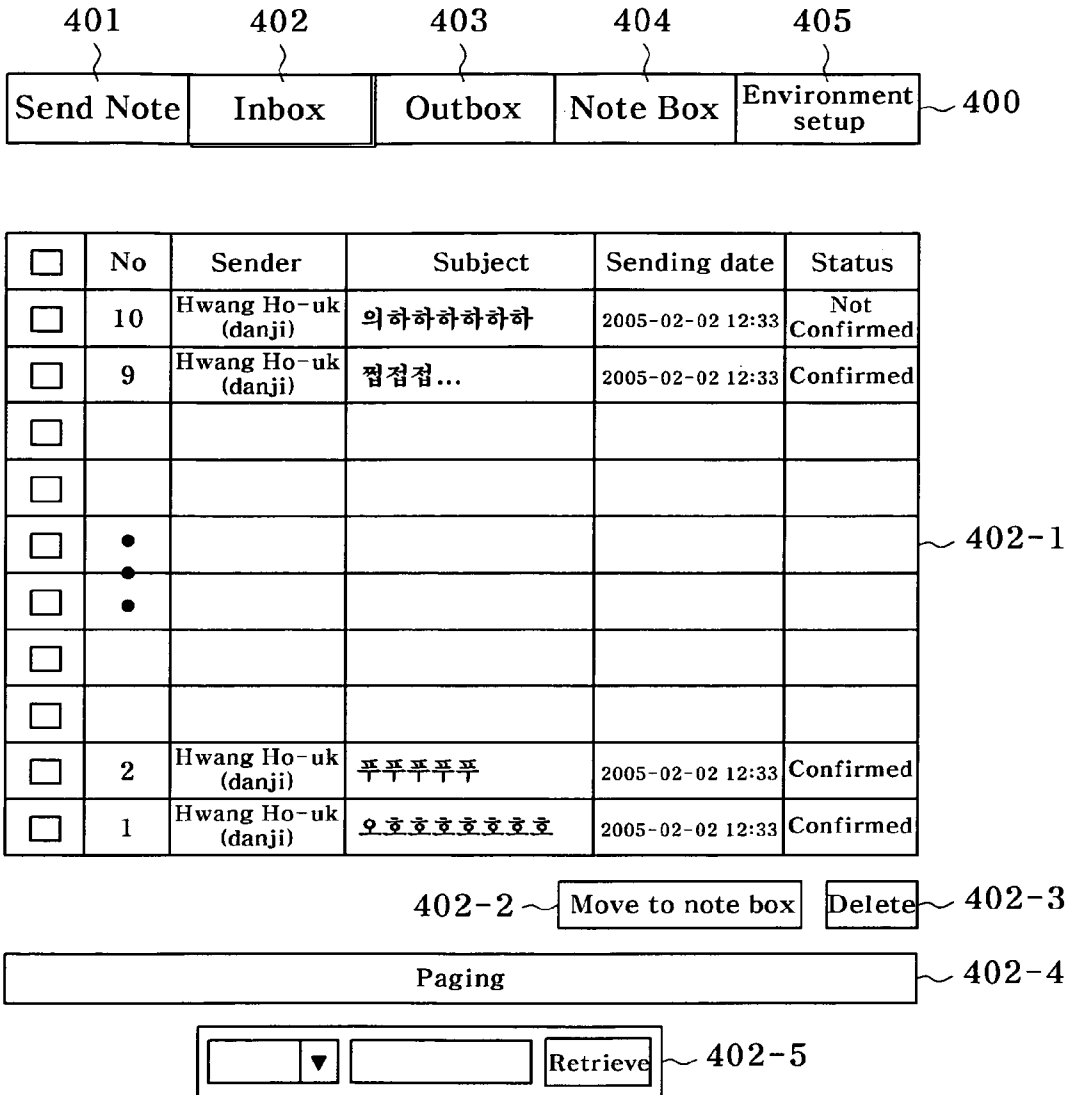 401 402 403 404 405
Send Note Inbox Outbox Note Box Environment setup 400
No Sender Subject Sending date Status
10 Hwang Ho-uk (danji) 의하하하하하하 2005-02-02 12:33 Not Confirmed
9 Hwang Ho-uk (danji) 쩝접접... 2005-02-02 12:33 Confirmed
402-1
2 Hwang Ho-uk (danji) 푸푸푸푸푸 2005-02-02 12:33 Confirmed
1 Hwang Ho-uk (danji) 오호호호호호호호 2005-02-02 12:33 Confirmed
402-2 Move to note box Delete 402-3
Paging 402-4
Retrieve 402-5